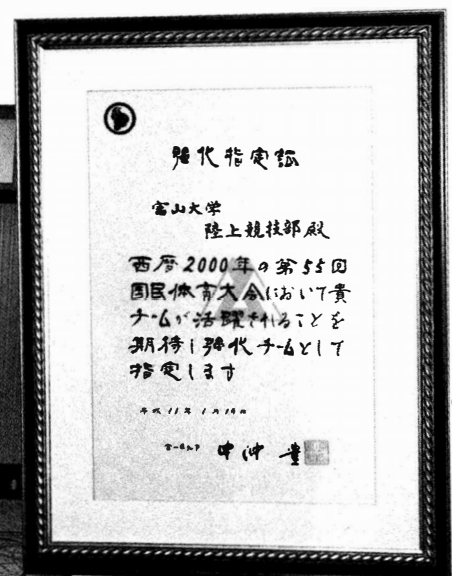 強化指定証
富山大学
陸上競技部殿
西暦2000年の第55回
国民体育大会において貴
チームが活躍されることを
期待し強化チームとして
指定します
平成11年1月19日
中沖 豊